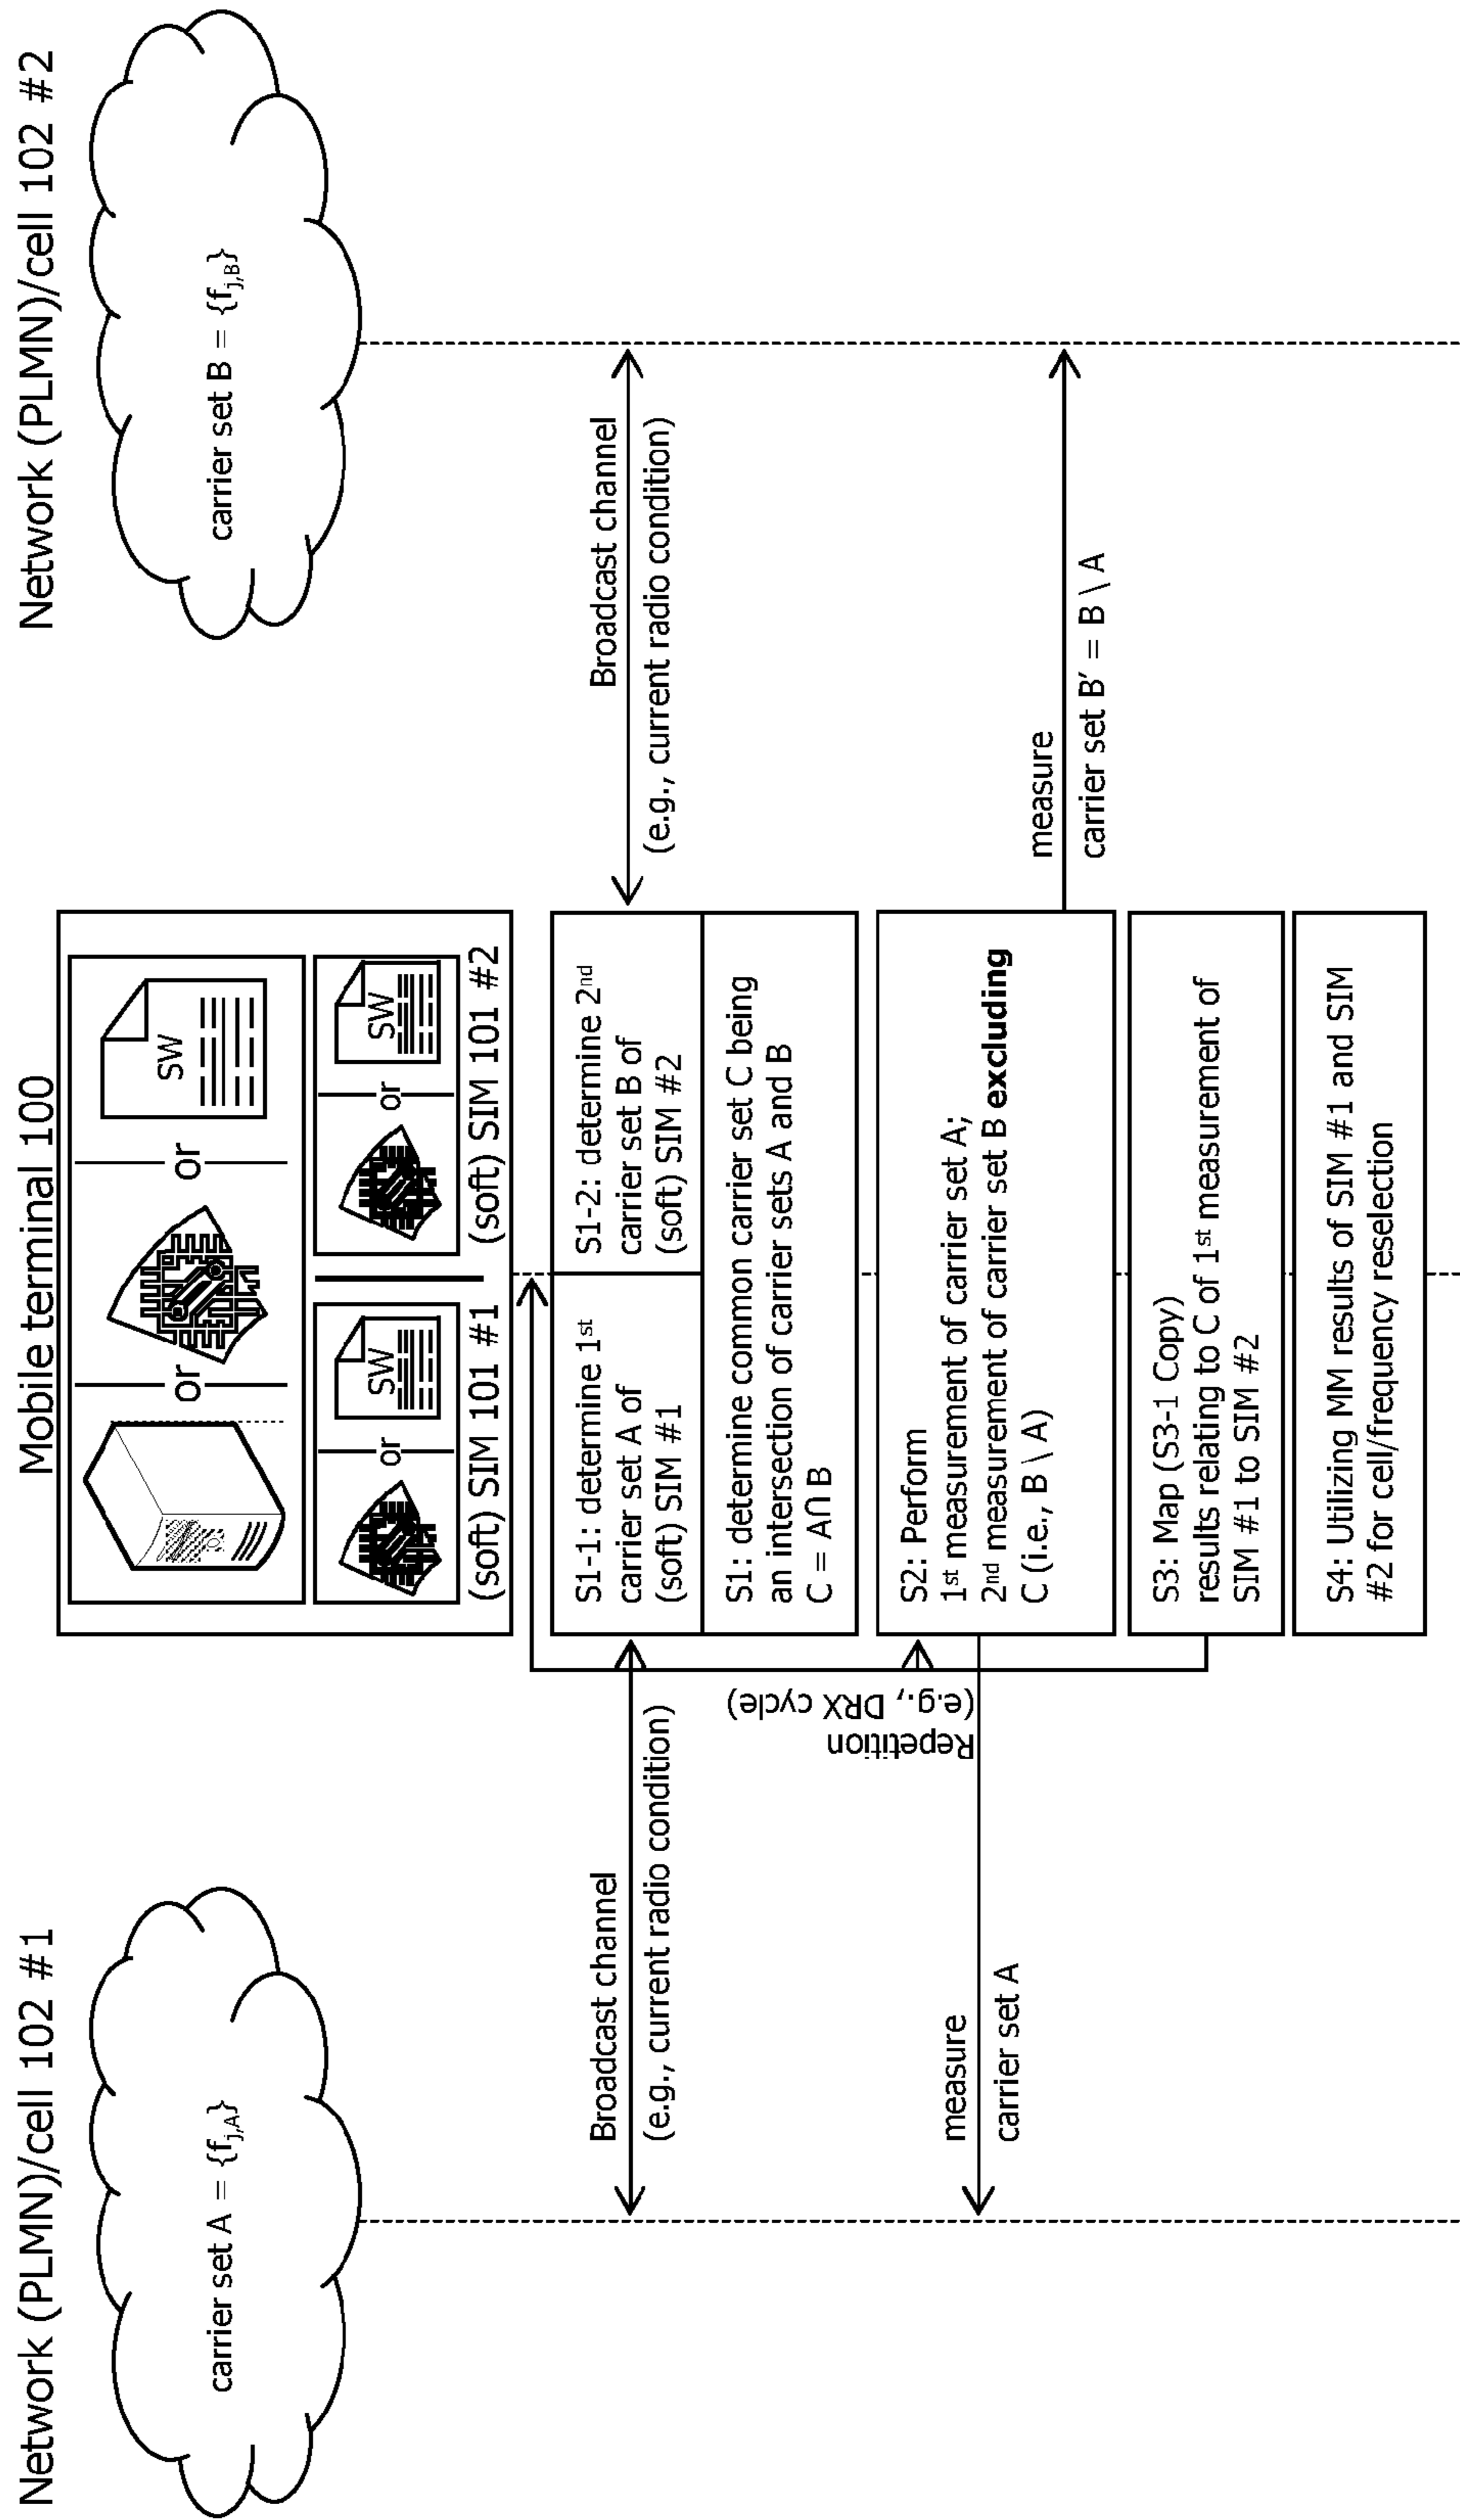 Network (PLMN)/cell 102 #1
Mobile terminal 100
Network (PLMN)/cell 102 #2
carrier set A = {fj,A}
or
or
SW
carrier set B = {fj,B}
or
SW
or
SW
(soft) SIM 101 #1
(soft) SIM 101 #2
Broadcast channel
(e.g., current radio condition)
S1-1: determine 1st
carrier set A of
(soft) SIM #1
S1-2: determine 2nd
carrier set B of
(soft) SIM #2
Broadcast channel
(e.g., current radio condition)
S1: determine common carrier set C being
an intersection of carrier sets A and B
C = A∩B
Repetition
(e.g., DRX cycle)
measure
carrier set A
S2: Perform
1st measurement of carrier set A;
2nd measurement of carrier set B excluding
C (i.e., B \ A)
measure
carrier set B' = B \ A
S3: Map (S3-1 Copy)
results relating to C of 1st measurement of
SIM #1 to SIM #2
S4: Utilizing MM results of SIM #1 and SIM
#2 for cell/frequency reselection